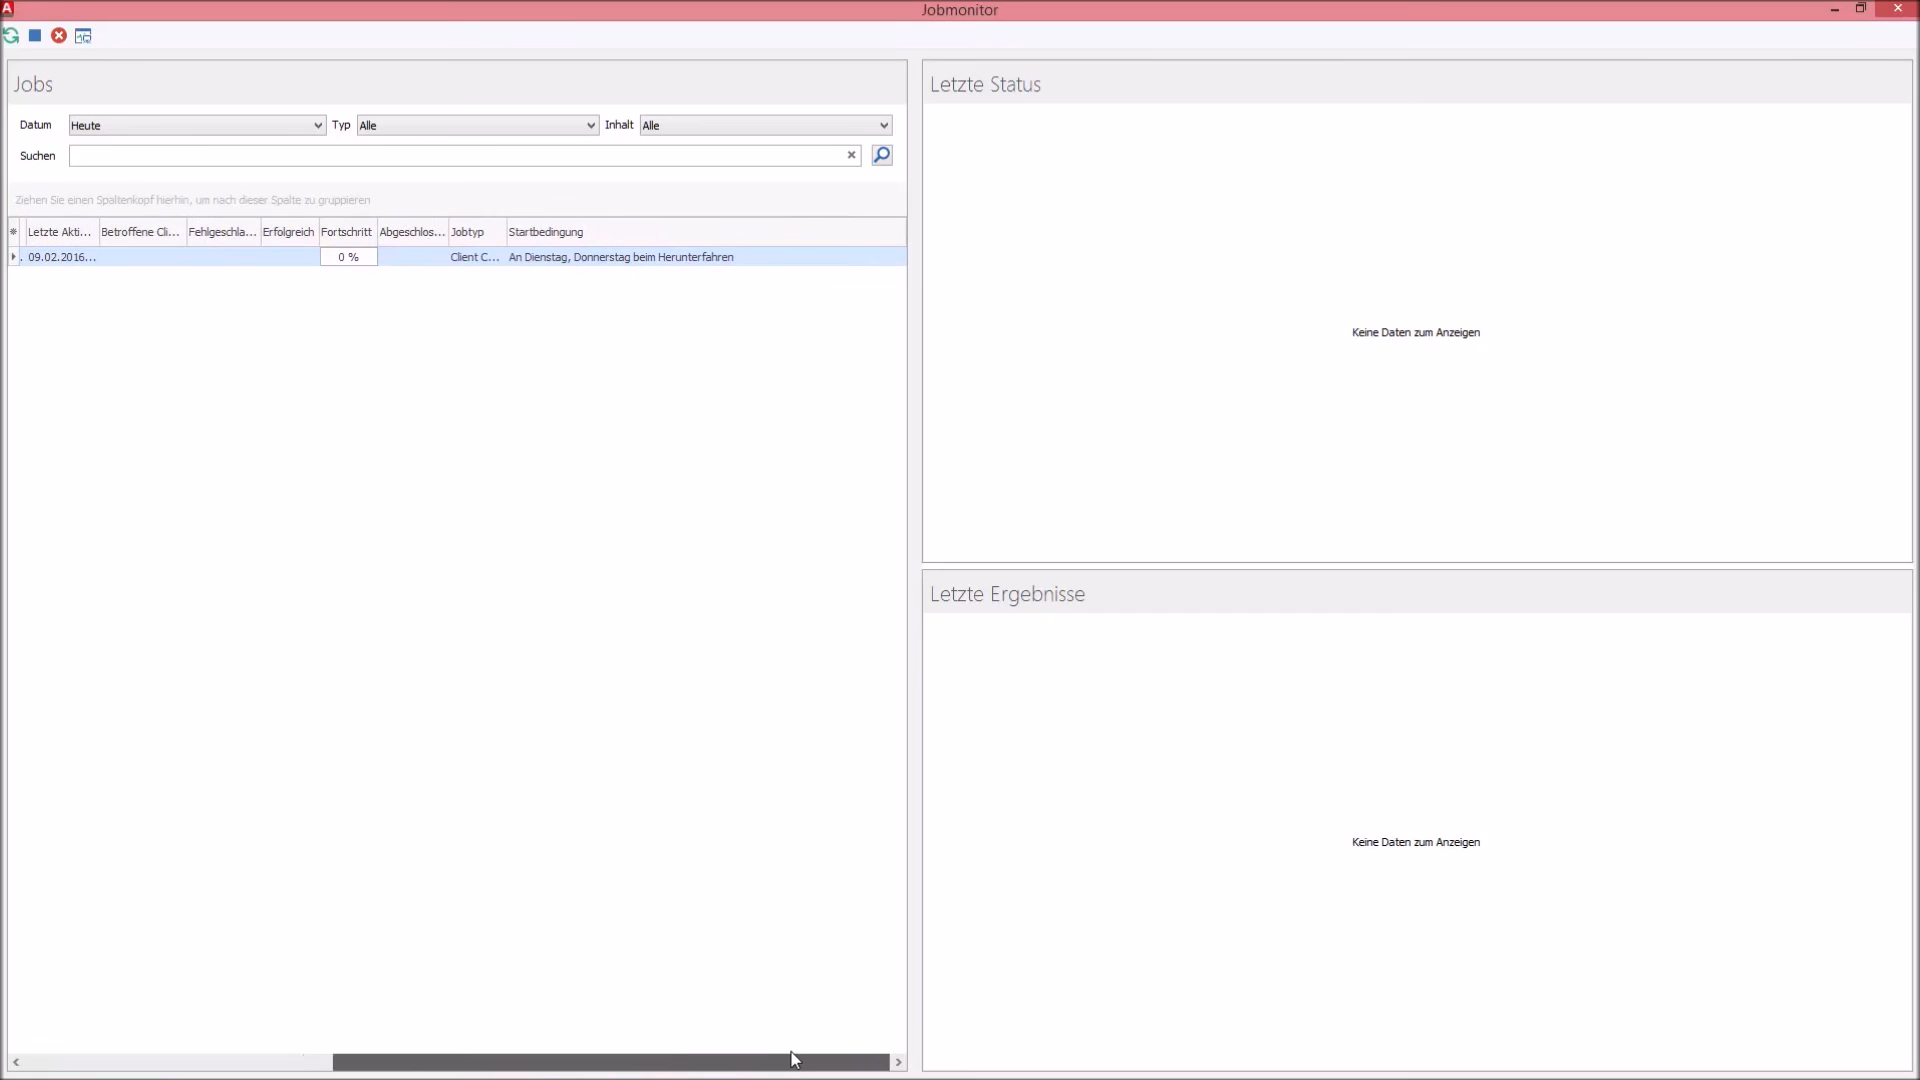 A
Jobmonitor
Jobs
Datum Heute Typ Alle Inhalt Alle
Suchen
Ziehen Sie einen Spaltenkopf hierhin, um nach dieser Spalte zu gruppieren
Letzte Akti... Betroffene Cli... Fehlgeschla... Erfolgreich Fortschritt Abgeschlos... Jobtyp Startbedingung
. 09.02.2016... 0 % Client C... An Dienstag, Donnerstag beim Herunterfahren
Letzte Status
Keine Daten zum Anzeigen
Letzte Ergebnisse
Keine Daten zum Anzeigen